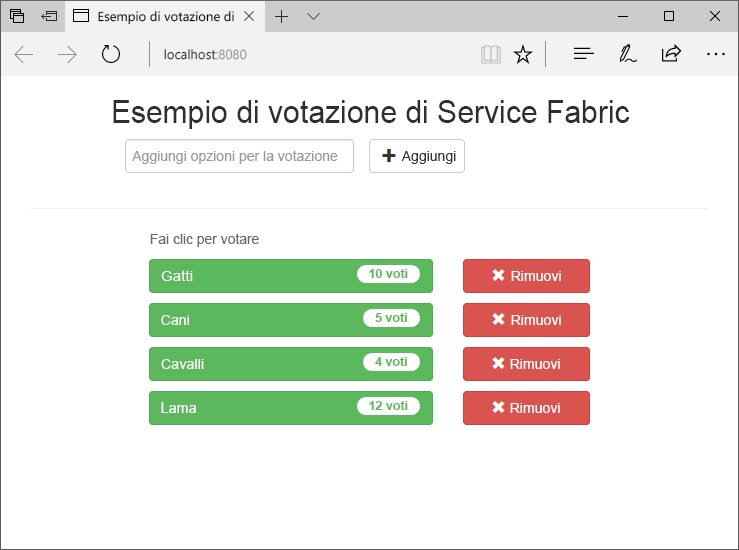 Esempio di votazione di
localhost:8080
Esempio di votazione di Service Fabric
Aggiungi opzioni per la votazione
Aggiungi
Fai clic per votare
Gatti 10 voti Rimuovi
Cani 5 voti Rimuovi
Cavalli 4 voti Rimuovi
Lama 12 voti Rimuovi